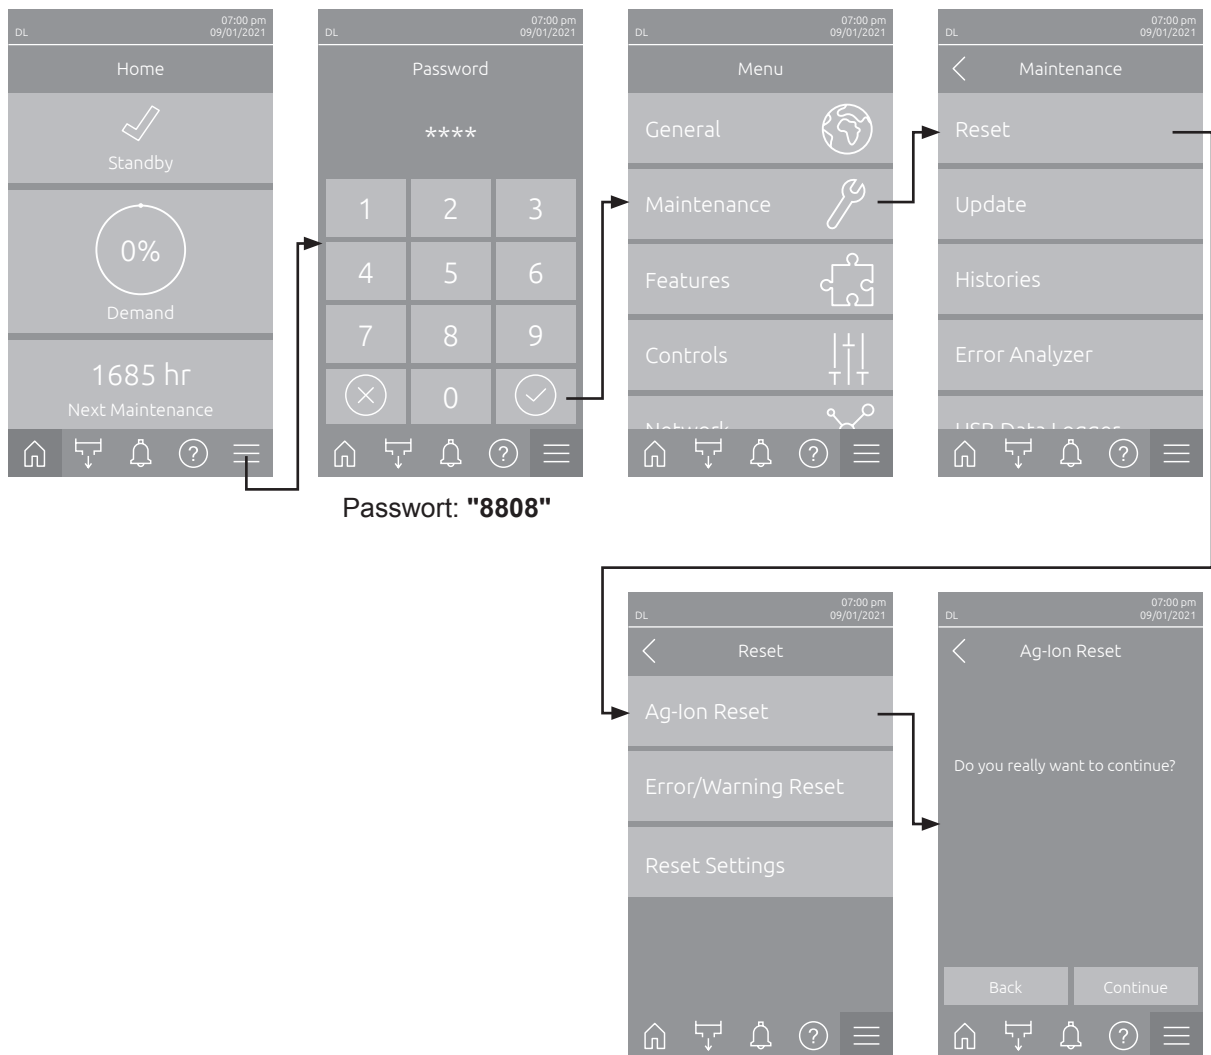 07:00 pm
DL 09/01/2021
Home
Standby
0%
Demand
1685 hr
Next Maintenance
07:00 pm
DL 09/01/2021
Password
****
1 2 3
4 5 6
7 8 9
0
?
?
Passwort: "8808"
07:00 pm
DL 09/01/2021
Menu
General
Maintenance
Features
Controls
Network
?
07:00 pm
DL 09/01/2021
Maintenance
Reset
Update
Histories
Error Analyzer
USB Data Logger
?
07:00 pm
DL 09/01/2021
Reset
Ag-Ion Reset
Error/Warning Reset
Reset Settings
?
07:00 pm
DL 09/01/2021
Ag-Ion Reset
Do you really want to continue?
Back Continue
?